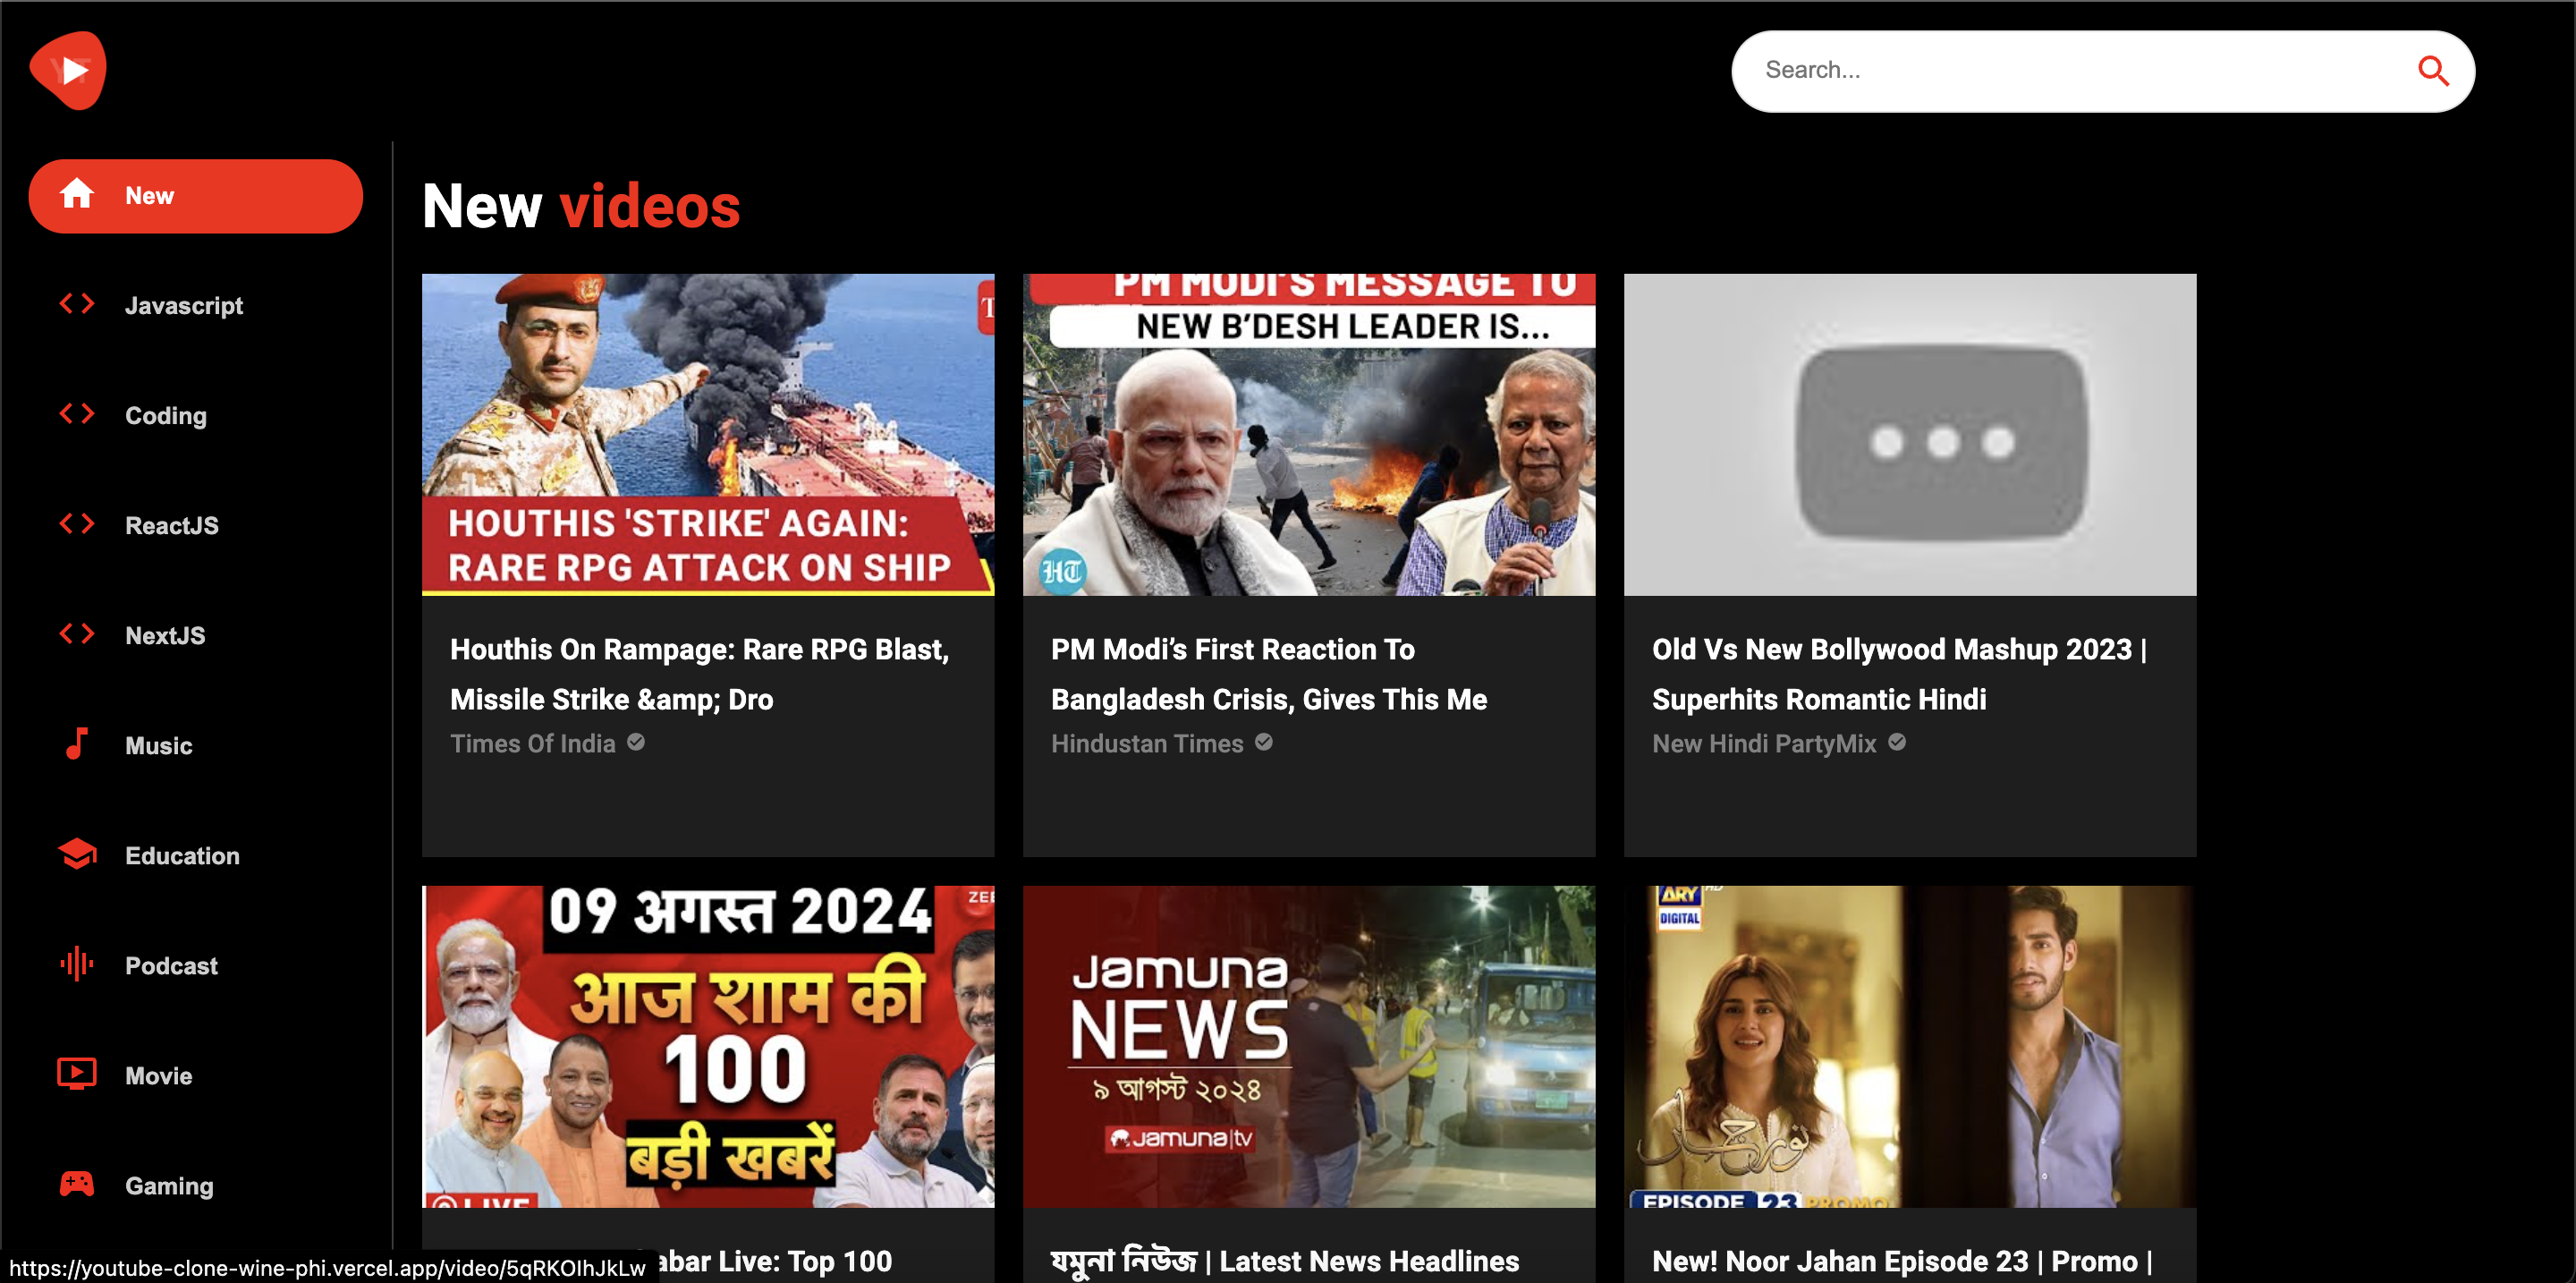 Search...
New
Javascript
Coding
ReactJS
NextJS
Music
Education
Podcast
Movie
Gaming
New videos
HOUTHIS 'STRIKE' AGAIN:
RARE RPG ATTACK ON SHIP
Houthis On Rampage: Rare RPG Blast,
Missile Strike &amp; Dro
Times Of India
PM MODI'S MESSAGE TO
NEW B'DESH LEADER IS...
HT
PM Modi’s First Reaction To
Bangladesh Crisis, Gives This Me
Hindustan Times
Old Vs New Bollywood Mashup 2023 |
Superhits Romantic Hindi
New Hindi PartyMix
09 अगस्त 2024
आज शाम की
100
बड़ी खबरें
LIVE
abar Live: Top 100
Jamuna
NEWS
৯ আগস্ট ২০২৪
Jamuna|tv
যমুনা নিউজ | Latest News Headlines
ARY
DIGITAL
نور جہاں
EPISODE 23 PROMO
New! Noor Jahan Episode 23 | Promo |
https://youtube-clone-wine-phi.vercel.app/video/5qRKOIhJkLw